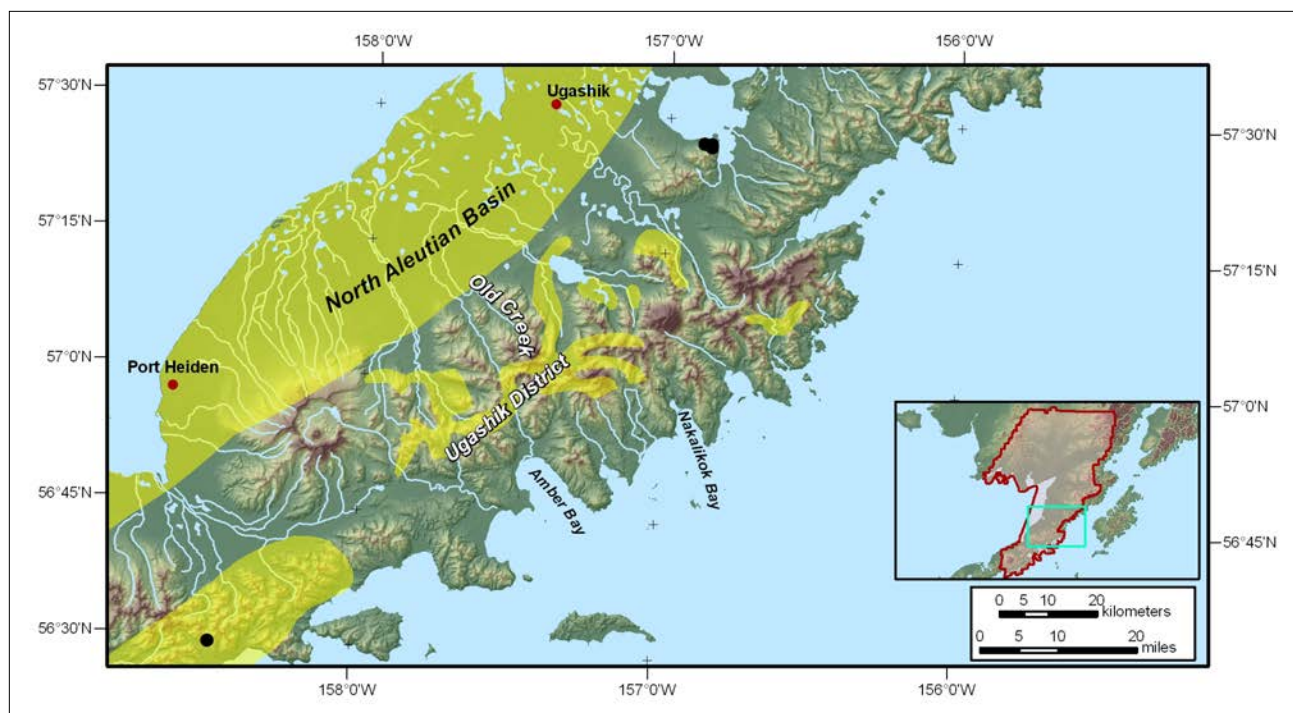 158°0'W
157°0'W
156°0'W
57°30'N
57°15'N
57°0'N
56°45'N
56°30'N
Ugashik
North Aleutian Basin
Port Heiden
Old Creek
Ugashik District
Amber Bay
Nakalikok Bay
57°30'N
57°15'N
57°0'N
56°45'N
0 5 10 20
kilometers
0 5 10 20
miles
158°0'W
157°0'W
156°0'W